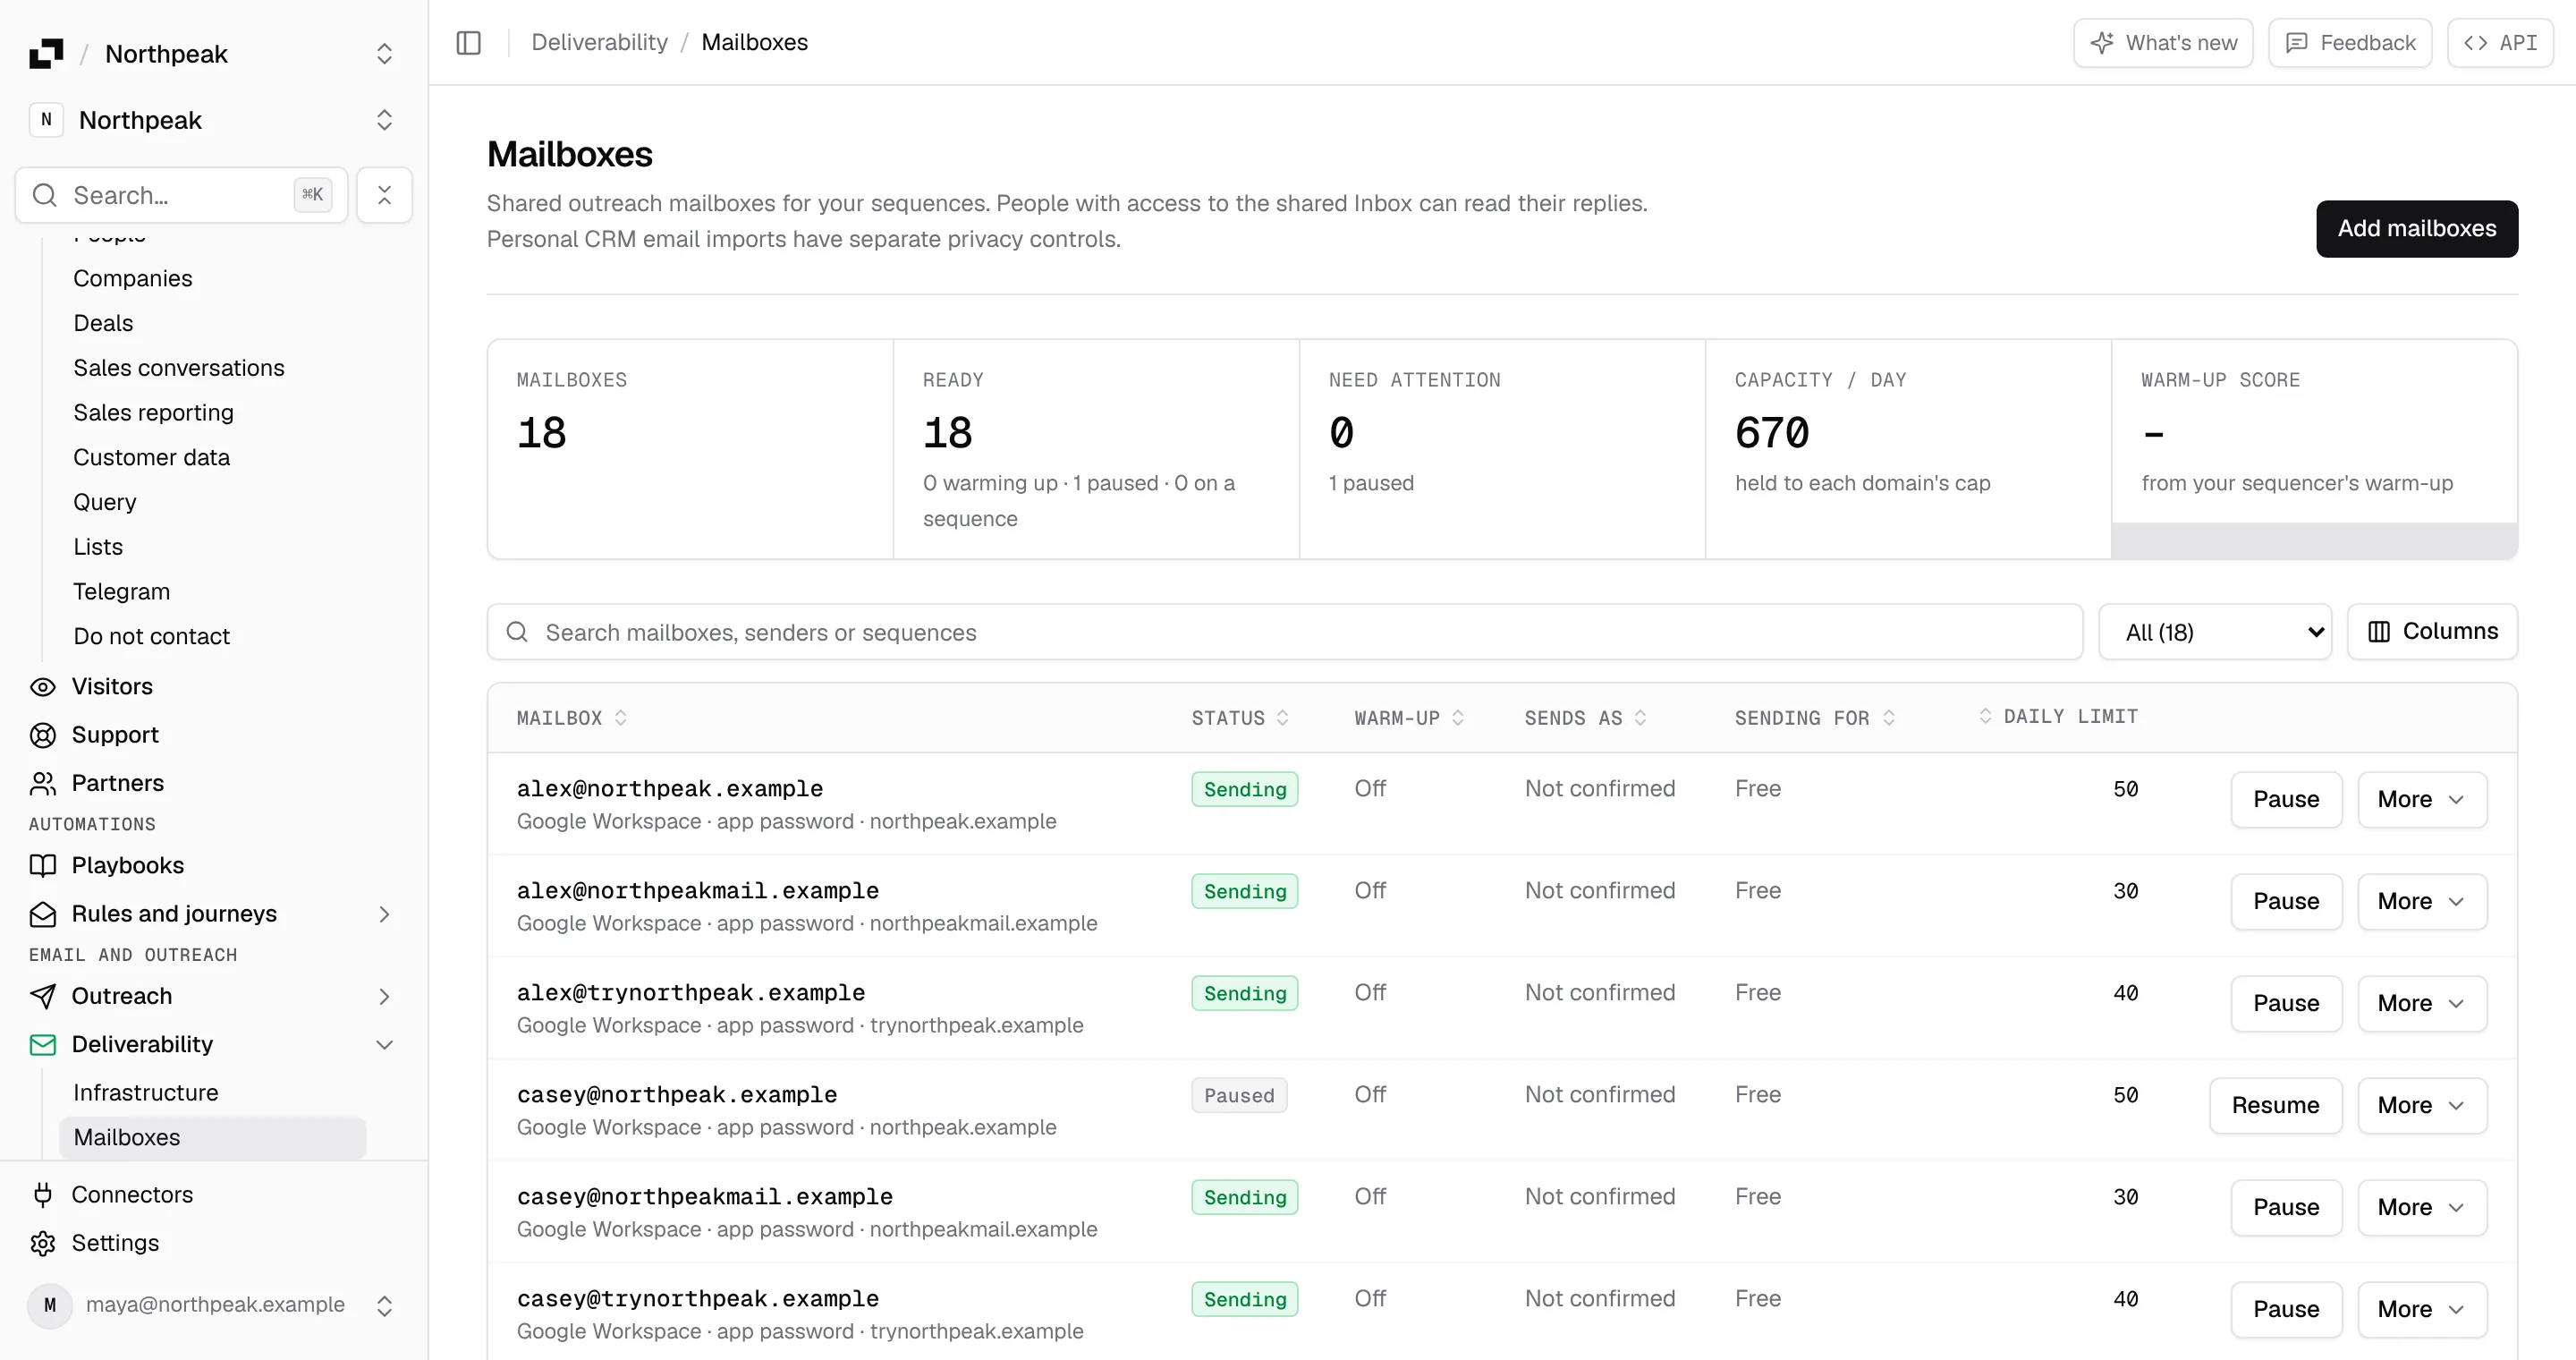 / Northpeak
N Northpeak
Search... ⌘K
People
Companies
Deals
Sales conversations
Sales reporting
Customer data
Query
Lists
Telegram
Do not contact
Visitors
Support
Partners
AUTOMATIONS
Playbooks
Rules and journeys
EMAIL AND OUTREACH
Outreach
Deliverability
Infrastructure
Mailboxes
Connectors
Settings
M maya@northpeak.example
Deliverability / Mailboxes
What's new
Feedback
API
Mailboxes
Shared outreach mailboxes for your sequences. People with access to the shared Inbox can read their replies.
Personal CRM email imports have separate privacy controls.
Add mailboxes
MAILBOXES
18
READY
18
0 warming up · 1 paused · 0 on a
sequence
NEED ATTENTION
0
1 paused
CAPACITY / DAY
670
held to each domain's cap
WARM-UP SCORE
–
from your sequencer's warm-up
Search mailboxes, senders or sequences
All (18)
Columns
MAILBOX STATUS WARM-UP SENDS AS SENDING FOR DAILY LIMIT
alex@northpeak.example Sending Off Not confirmed Free 50 Pause More
Google Workspace · app password · northpeak.example
alex@northpeakmail.example Sending Off Not confirmed Free 30 Pause More
Google Workspace · app password · northpeakmail.example
alex@trynorthpeak.example Sending Off Not confirmed Free 40 Pause More
Google Workspace · app password · trynorthpeak.example
casey@northpeak.example Paused Off Not confirmed Free 50 Resume More
Google Workspace · app password · northpeak.example
casey@northpeakmail.example Sending Off Not confirmed Free 30 Pause More
Google Workspace · app password · northpeakmail.example
casey@trynorthpeak.example Sending Off Not confirmed Free 40 Pause More
Google Workspace · app password · trynorthpeak.example